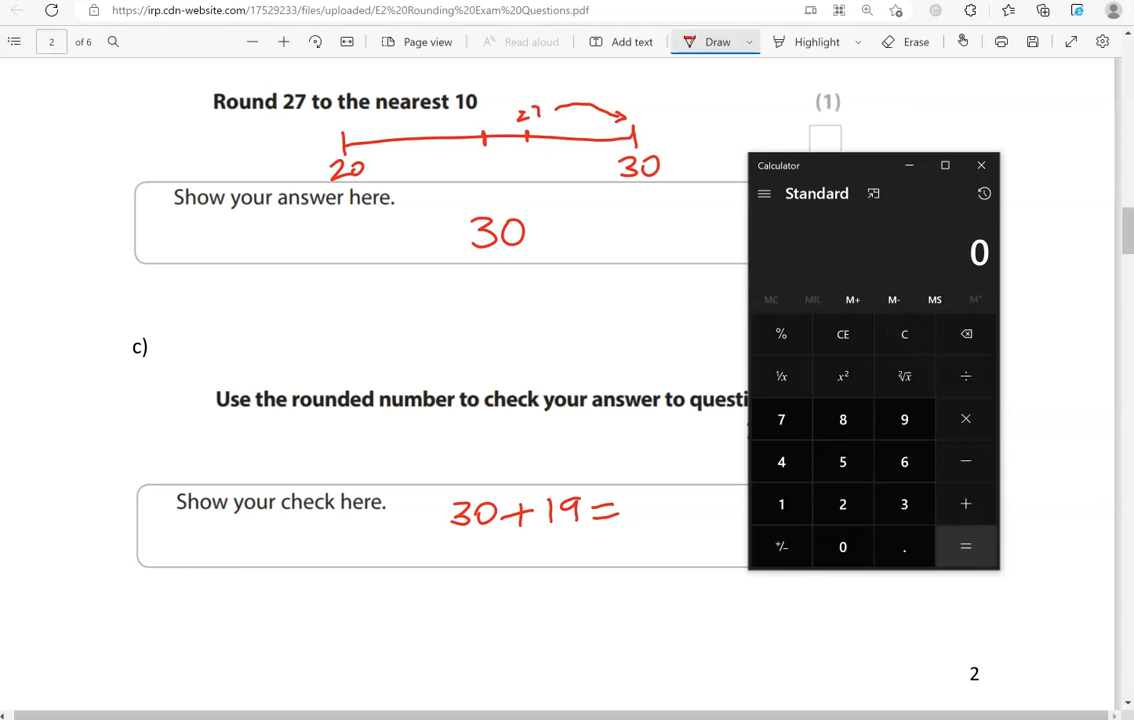 https://irp.cdn-website.com/17529233/files/uploaded/E2%20Rounding%20Exam%20Questions.pdf
2 of 6 Page view Read aloud Add text Draw Highlight Erase
Round 27 to the nearest 10 (1)
27
20 30
Show your answer here.
30
c)
Use the rounded number to check your answer to questi
Show your check here. 30+19=
2
Calculator
Standard
0
MC MR M+ M- MS M˅
% CE C
¹/x x² ²√x ÷
7 8 9 ×
4 5 6 −
1 2 3 +
+/− 0 . =